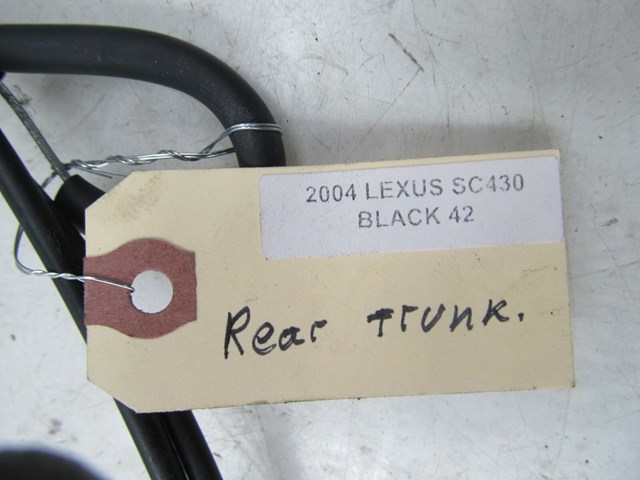 2004 LEXUS SC430
BLACK 42
Rear Trunk.